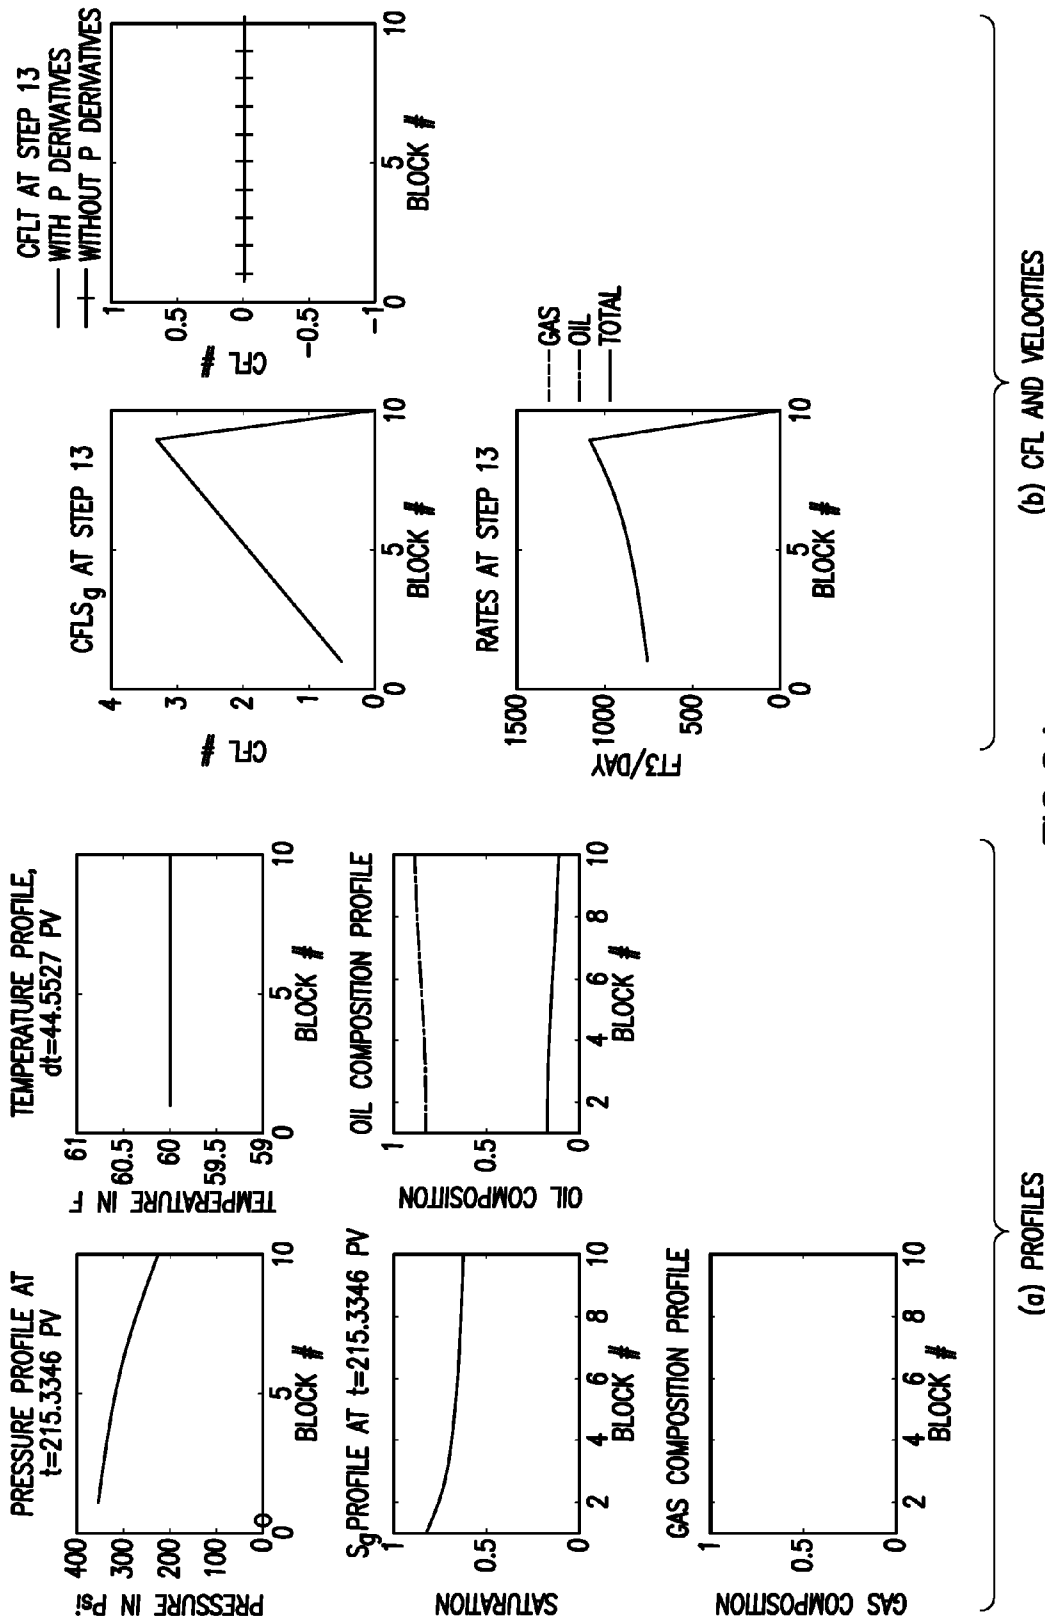 PRESSURE PROFILE AT
t=215.3346 PV
PRESSURE IN Psi
400
300
200
100
0
0
5
10
BLOCK #
TEMPERATURE PROFILE,
dt=44.5527 PV
TEMPERATURE IN F
61
60.5
60
59.5
59
0
5
10
BLOCK #
Sg PROFILE AT t=215.3346 PV
SATURATION
1
0.5
0
2
4
6
8
10
BLOCK #
OIL COMPOSITION PROFILE
OIL COMPOSIITION
1
0.5
0
2
4
6
8
10
BLOCK #
GAS COMPOSITION PROFILE
GAS COMPOSITION
1
0.5
0
2
4
6
8
10
BLOCK #
(a) PROFILES
CFLSg AT STEP 13
CFL #
4
3
2
1
0
0
5
10
BLOCK #
CFLT AT STEP 13
WITH P DERIVATIVES
WITHOUT P DERIVATIVES
CFL #
1
0.5
0
-0.5
-1
0
5
10
BLOCK #
RATES AT STEP 13
FT3/DAY
1500
1000
500
0
0
5
10
BLOCK #
GAS
OIL
TOTAL
(b) CFL AND VELOCITIES